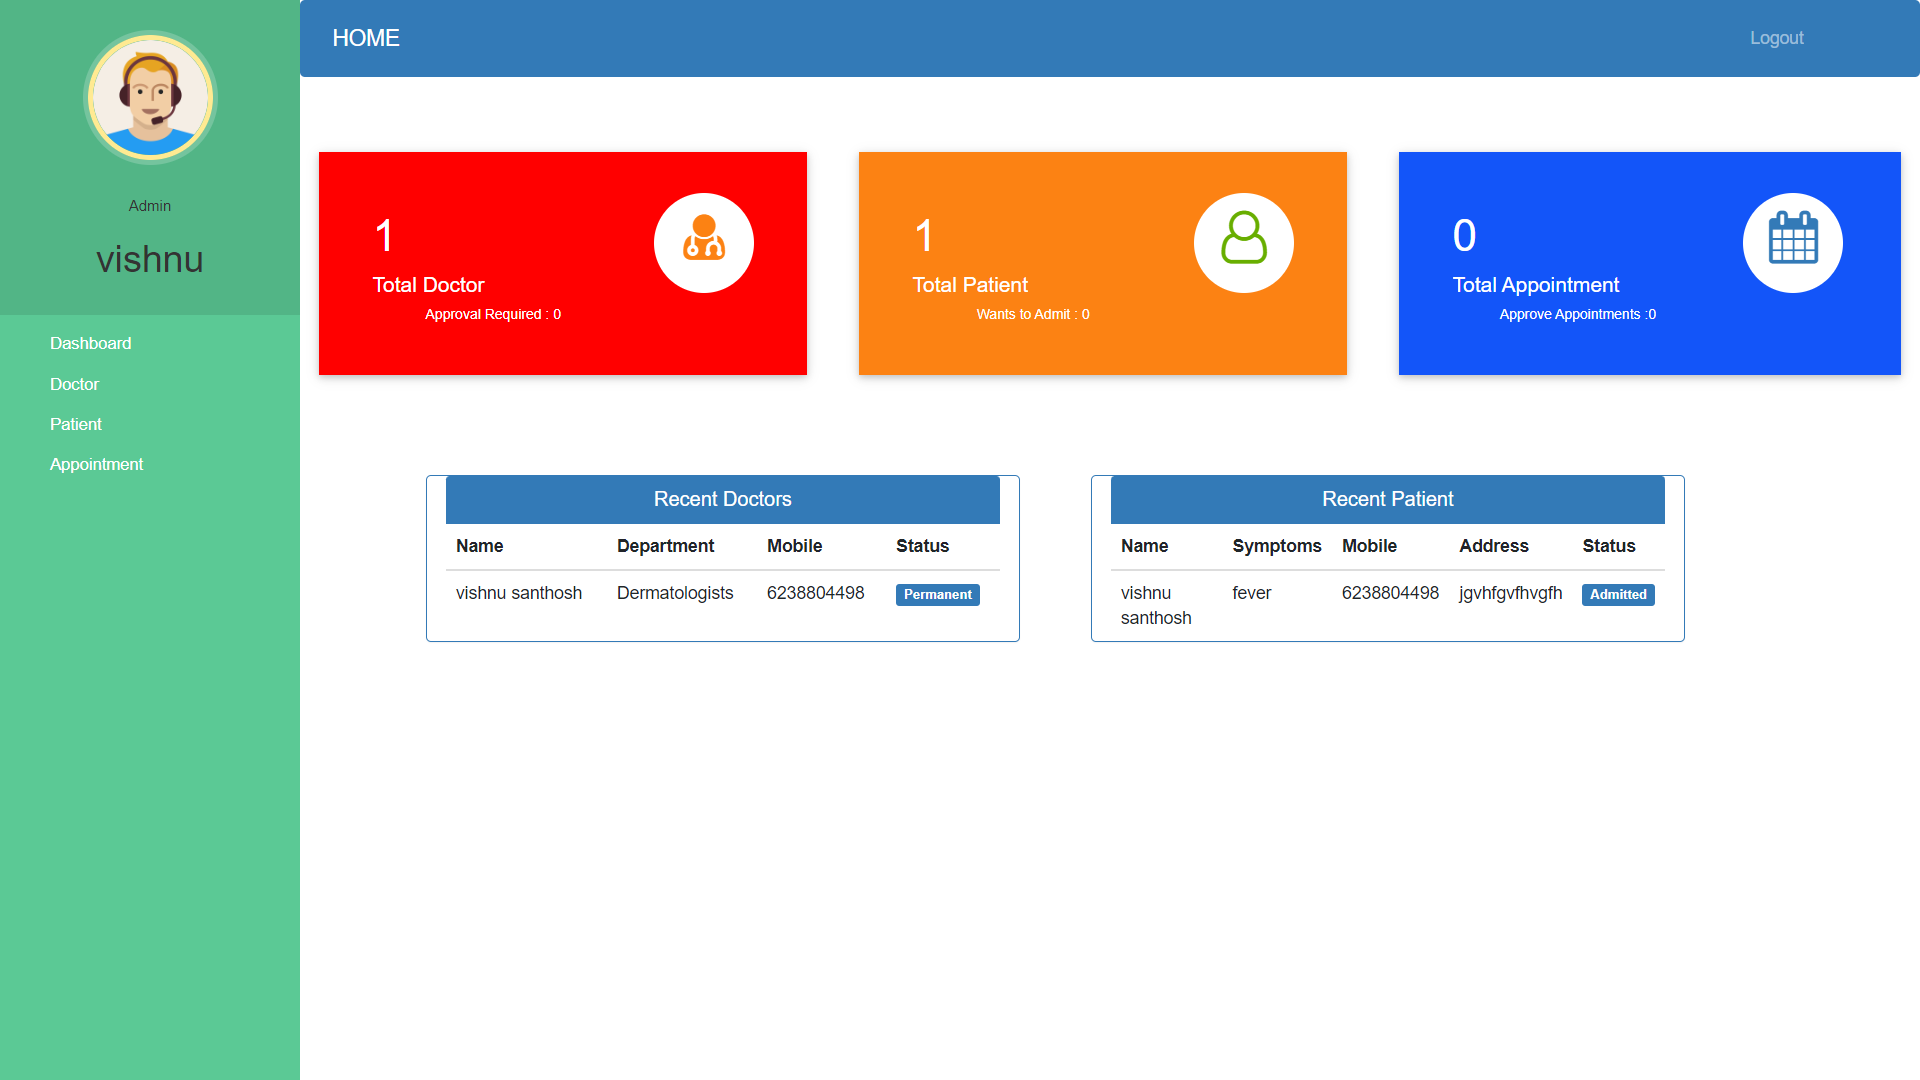 HOME
Logout
Admin
vishnu
Dashboard
Doctor
Patient
Appointment
1
Total Doctor
Approval Required : 0
1
Total Patient
Wants to Admit : 0
0
Total Appointment
Approve Appointments :0
Recent Doctors
Name Department Mobile Status
vishnu santhosh Dermatologists 6238804498 Permanent
Recent Patient
Name Symptoms Mobile Address Status
vishnu fever 6238804498 jgvhfgvfhvgfh Admitted
santhosh